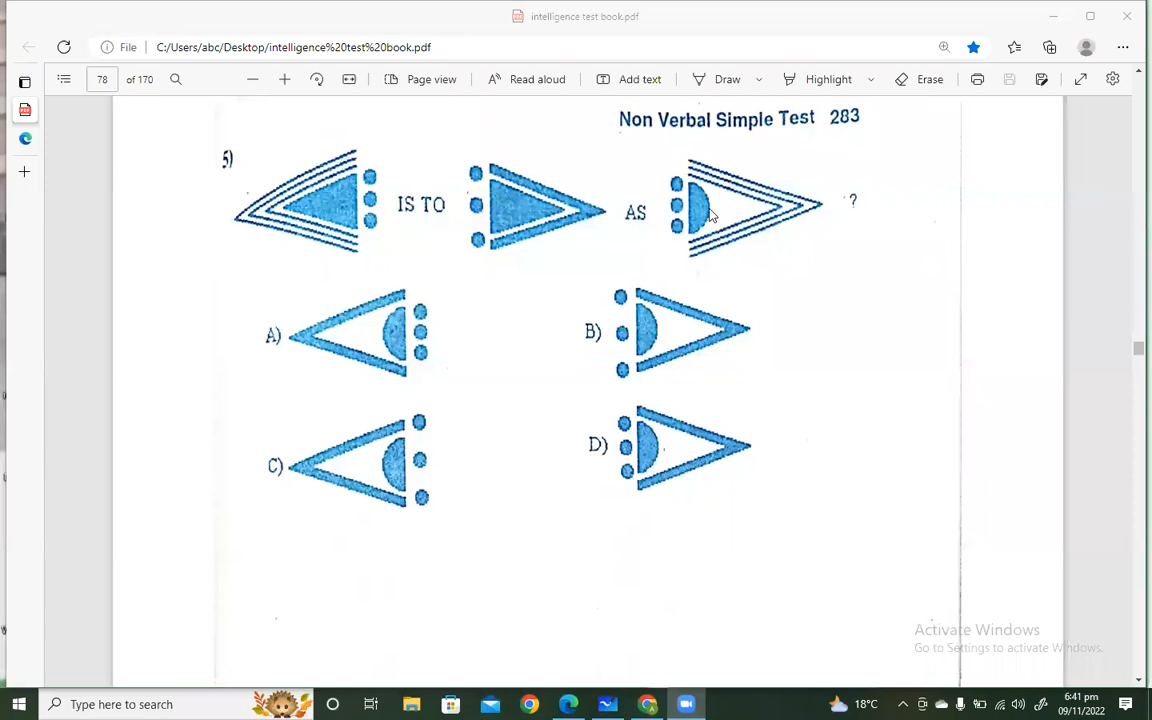 intelligence test book.pdf
File C:/Users/abc/Desktop/intelligence%20test%20book.pdf
78 of 170 Page view Read aloud Add text Draw Highlight Erase
Non Verbal Simple Test 283
5)
IS TO
AS
?
A)
B)
C)
D)
Activate Windows
Go to Settings to activate Windows.
Type here to search
18°C
6:41 pm
09/11/2022